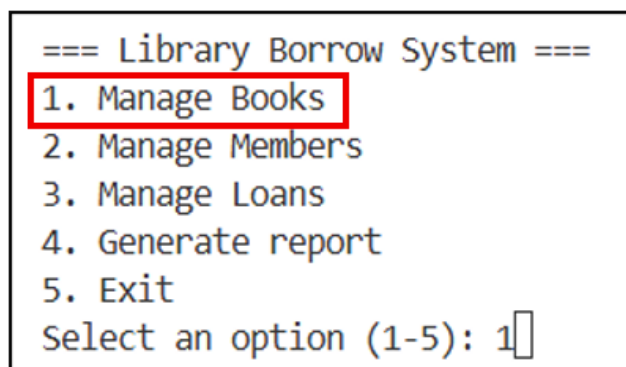 === Library Borrow System ===
1. Manage Books
2. Manage Members
3. Manage Loans
4. Generate report
5. Exit
Select an option (1-5): 1